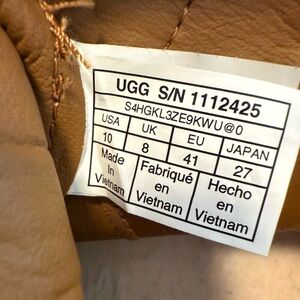 UGG S/N 1112425
S4HGKL3ZE9KWU@0
USA UK EU JAPAN
10 8 41 27
Made Fabriqué Hecho
In en en
Vietnam Vietnam Vietnam